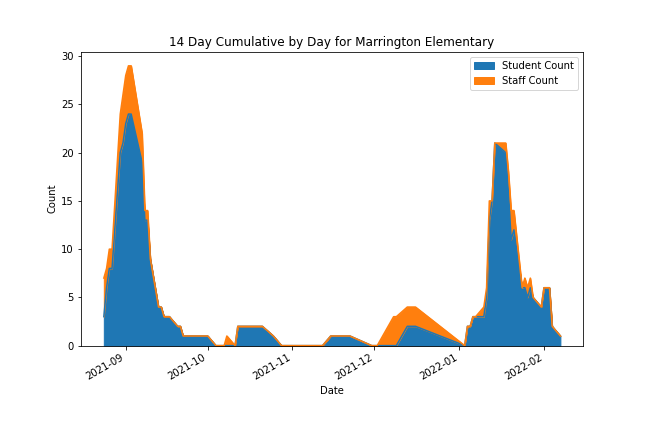 14 Day Cumulative by Day for Marrington Elementary
Student Count
Staff Count
30
25
20
15
10
5
0
Count
2021-09
2021-10
2021-11
2021-12
2022-01
2022-02
Date